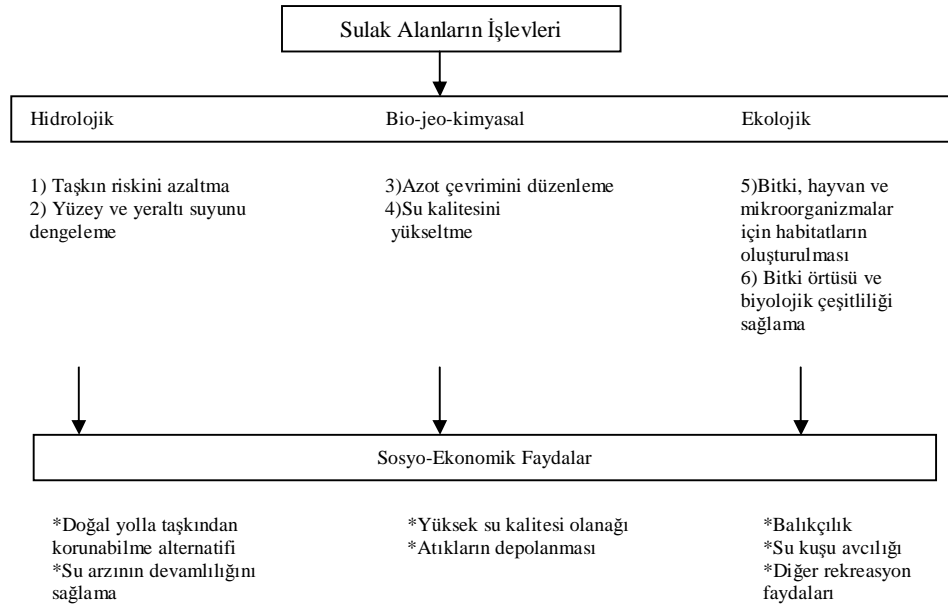 Sulak Alanların İşlevleri
Hidrolojik
Bio-jeo-kimyasal
Ekolojik
1) Taşkın riskini azaltma
2) Yüzey ve yeraltı suyunu
dengeleme
3)Azot çevrimini düzenleme
4)Su kalitesini
yükseltme
5)Bitki, hayvan ve
mikroorganizmalar
için habitatların
oluşturulması
6) Bitki örtüsü ve
biyolojik çeşitliliği
sağlama
Sosyo-Ekonomik Faydalar
*Doğal yolla taşkından
korunabilme alternatifi
*Su arzının devamlılığını
sağlama
*Yüksek su kalitesi olanağı
*Atıkların depolanması
*Balıkçılık
*Su kuşu avcılığı
*Diğer rekreasyon
faydaları